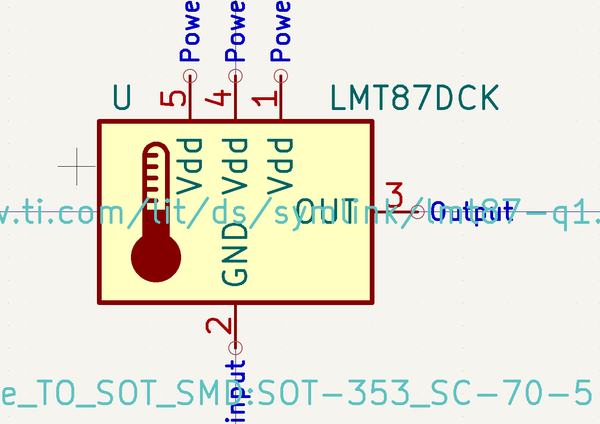 Powe Powe Powe
5 4 1
U LMT87DCK
Vdd Vdd Vdd
3
w.ti.com/lit/ds/symlink/lmt87-q1.
OUT Output
GND
2
input
e_TO_SOT_SMD:SOT-353_SC-70-5